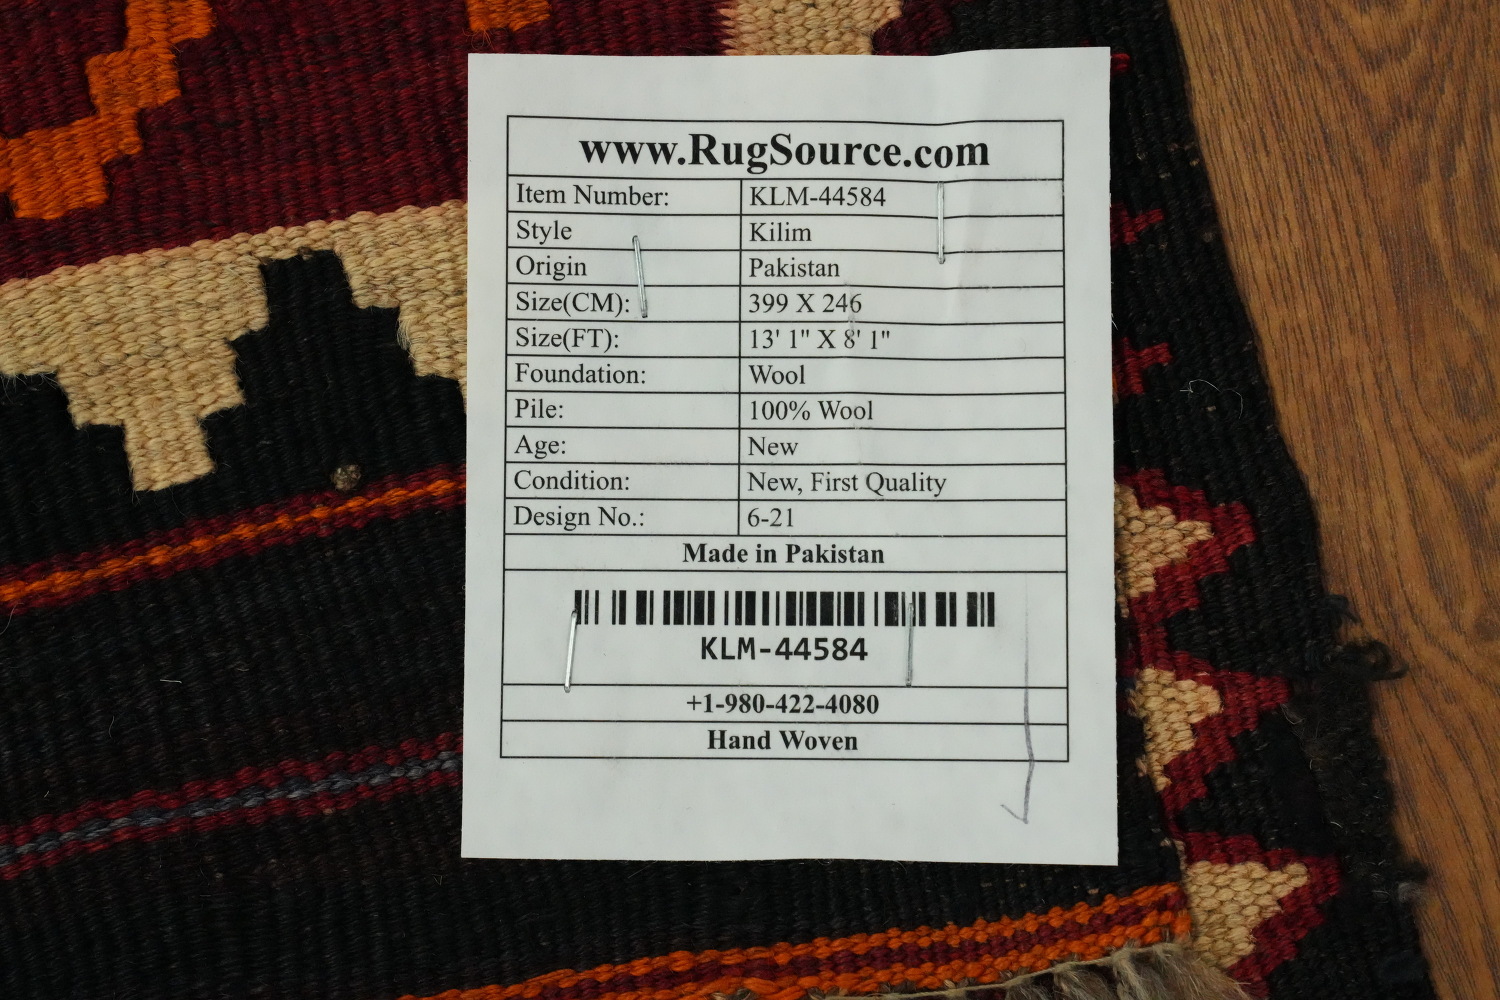 www.RugSource.com
Item Number: KLM-44584
Style Kilim
Origin Pakistan
Size(CM): 399 X 246
Size(FT): 13' 1" X 8' 1"
Foundation: Wool
Pile: 100% Wool
Age: New
Condition: New, First Quality
Design No.: 6-21
Made in Pakistan
KLM-44584
+1-980-422-4080
Hand Woven